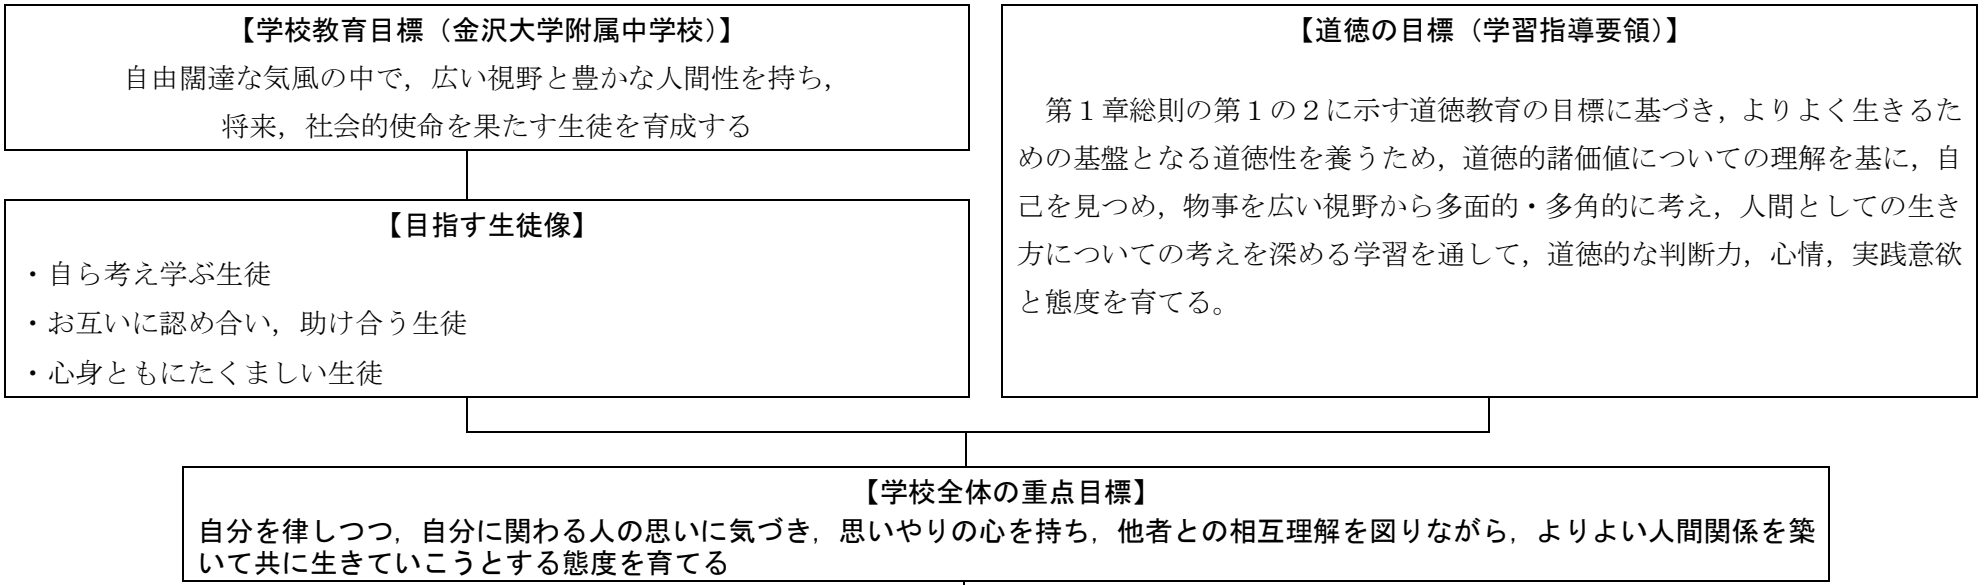 【学校教育目標（金沢大学附属中学校）】
自由闊達な気風の中で，広い視野と豊かな人間性を持ち，
将来，社会的使命を果たす生徒を育成する
【目指す生徒像】
・自ら考え学ぶ生徒
・お互いに認め合い，助け合う生徒
・心身ともにたくましい生徒
【道徳の目標（学習指導要領）】
第１章総則の第１の２に示す道徳教育の目標に基づき，よりよく生きるた
めの基盤となる道徳性を養うため，道徳的諸価値についての理解を基に，自
己を見つめ，物事を広い視野から多面的・多角的に考え，人間としての生き
方についての考えを深める学習を通して，道徳的な判断力，心情，実践意欲
と態度を育てる。
【学校全体の重点目標】
自分を律しつつ，自分に関わる人の思いに気づき，思いやりの心を持ち，他者との相互理解を図りながら，よりよい人間関係を築
いて共に生きていこうとする態度を育てる